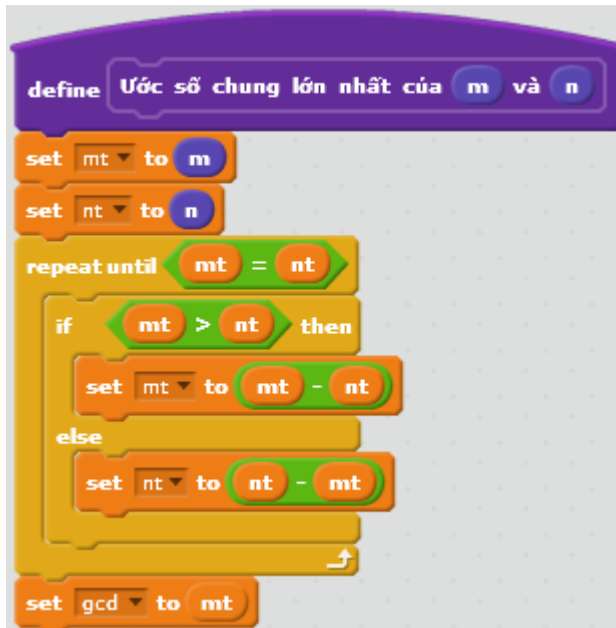 define Ước số chung lớn nhất của m và n
set mt to m
set nt to n
repeat until mt = nt
if mt > nt then
set mt to mt - nt
else
set nt to nt - mt
set gcd to mt